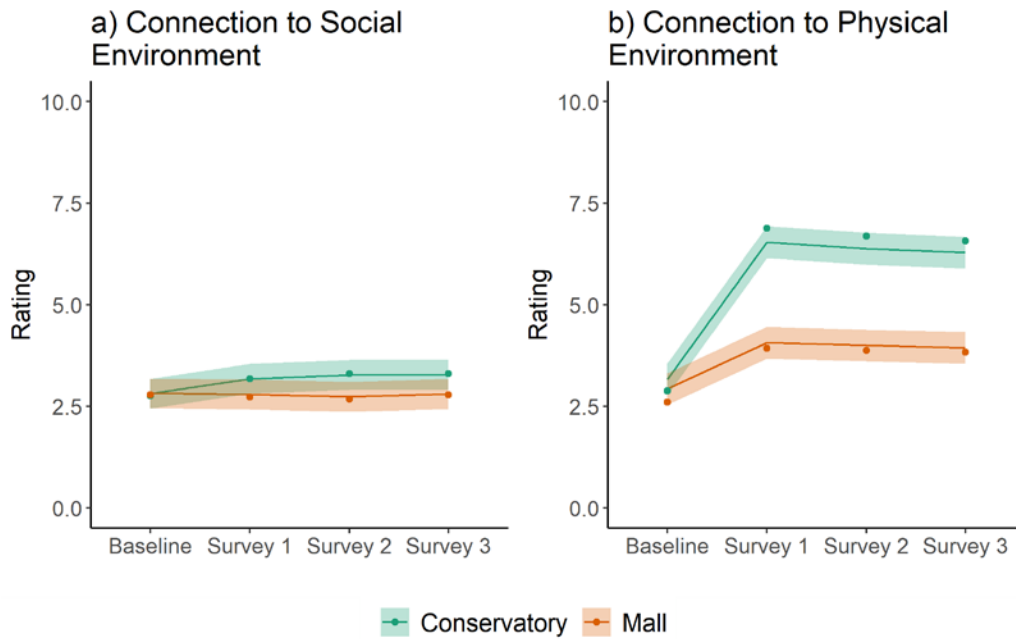 a) Connection to Social
Environment
b) Connection to Physical
Environment
Rating
10.0
7.5
5.0
2.5
0.0
Baseline Survey 1 Survey 2 Survey 3
Rating
10.0
7.5
5.0
2.5
0.0
Baseline Survey 1 Survey 2 Survey 3
Conservatory Mall